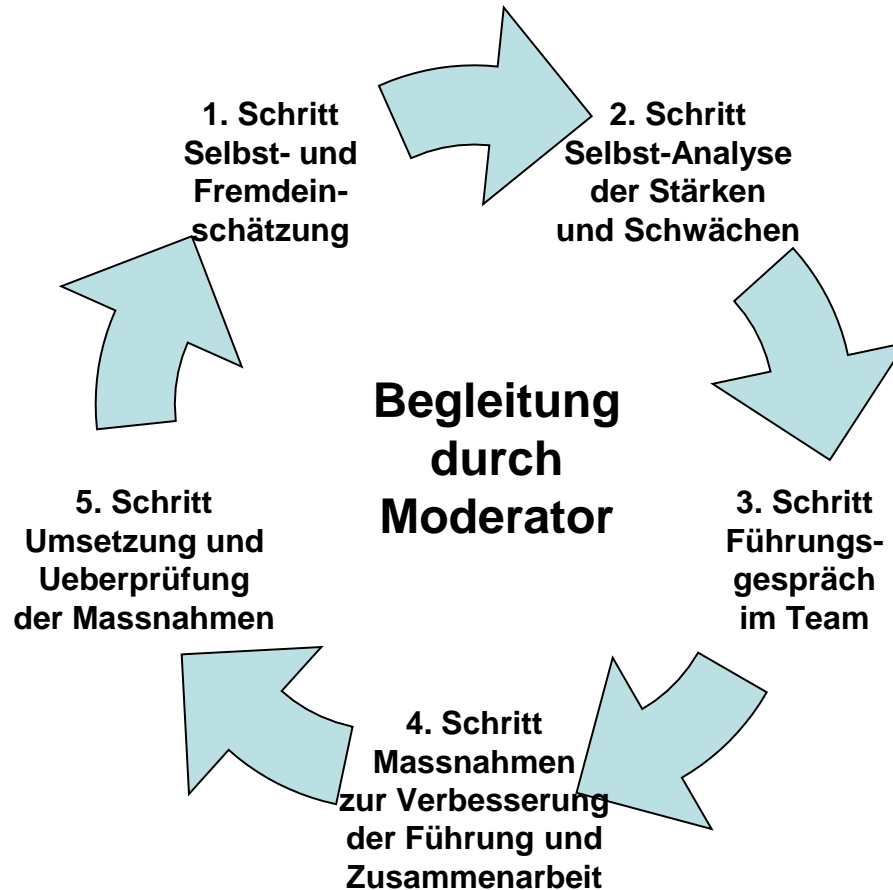 1. Schritt
Selbst- und
Fremdein-
schätzung
2. Schritt
Selbst-Analyse
der Stärken
und Schwächen
Begleitung
durch
Moderator
3. Schritt
Führungs-
gespräch
im Team
4. Schritt
Massnahmen
zur Verbesserung
der Führung und
Zusammenarbeit
5. Schritt
Umsetzung und
Ueberprüfung
der Massnahmen